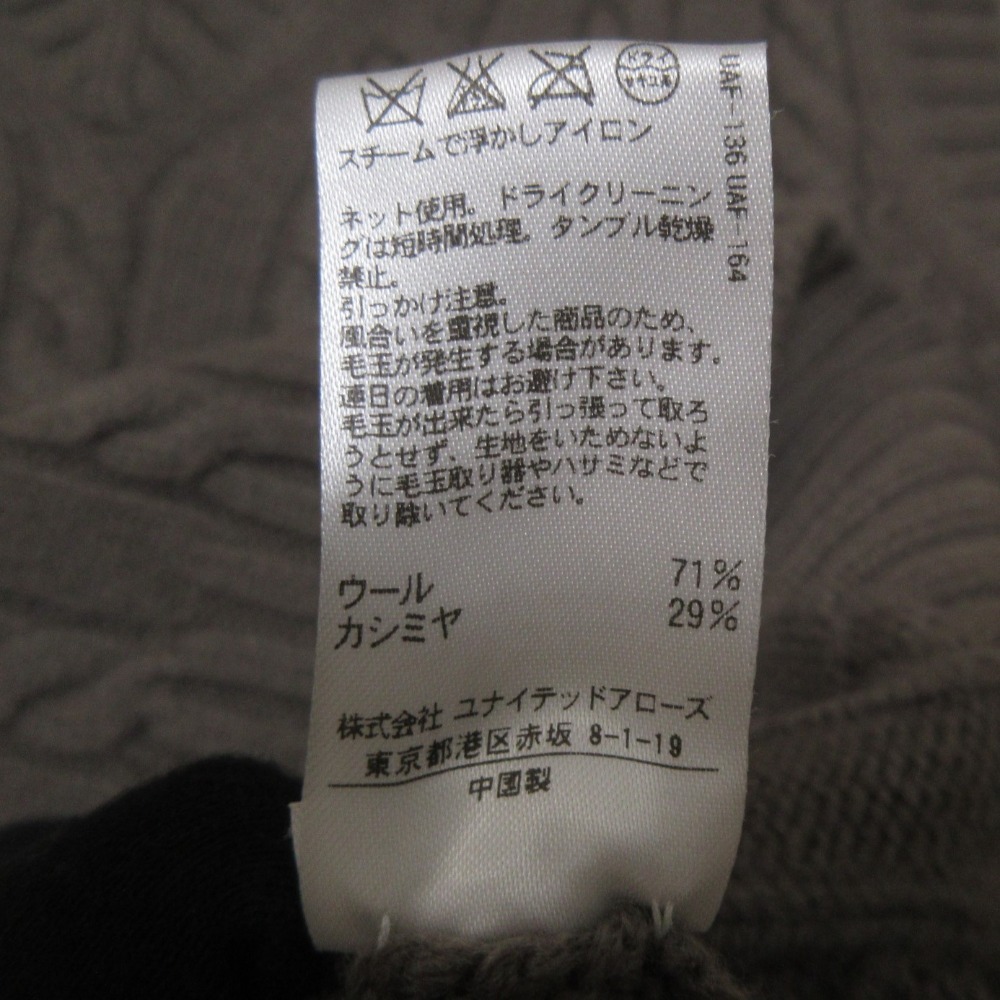 ドライ
セキユ系
スチームで浮かしアイロン
ネット使用。ドライクリーニン
グは短時間処理。タンブル乾燥
禁止。
引っかけ注意。
風合いを重視した商品のため、
毛玉が発生する場合があります。
連日の着用はお避け下さい。
毛玉が出来たら引っ張って取ろ
うとせず、生地をいためないよ
うに毛玉取り器やハサミなどで
取り除いてください。
ウール 71%
カシミヤ 29%
株式会社 ユナイテッドアローズ
東京都港区赤坂 8-1-19
中国製
UAF-136 UAF-164